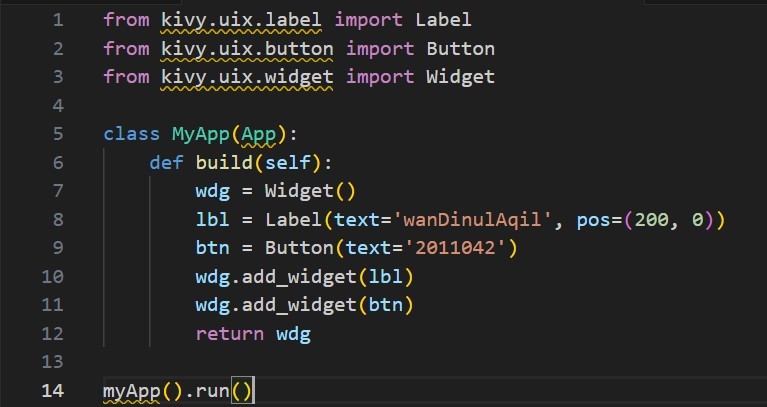 1 from kivy.uix.label import Label
2 from kivy.uix.button import Button
3 from kivy.uix.widget import Widget
4
5 class MyApp(App):
6     def build(self):
7         wdg = Widget()
8         lbl = Label(text='wanDinulAqil', pos=(200, 0))
9         btn = Button(text='2011042')
10         wdg.add_widget(lbl)
11         wdg.add_widget(btn)
12         return wdg
13
14 myApp().run()